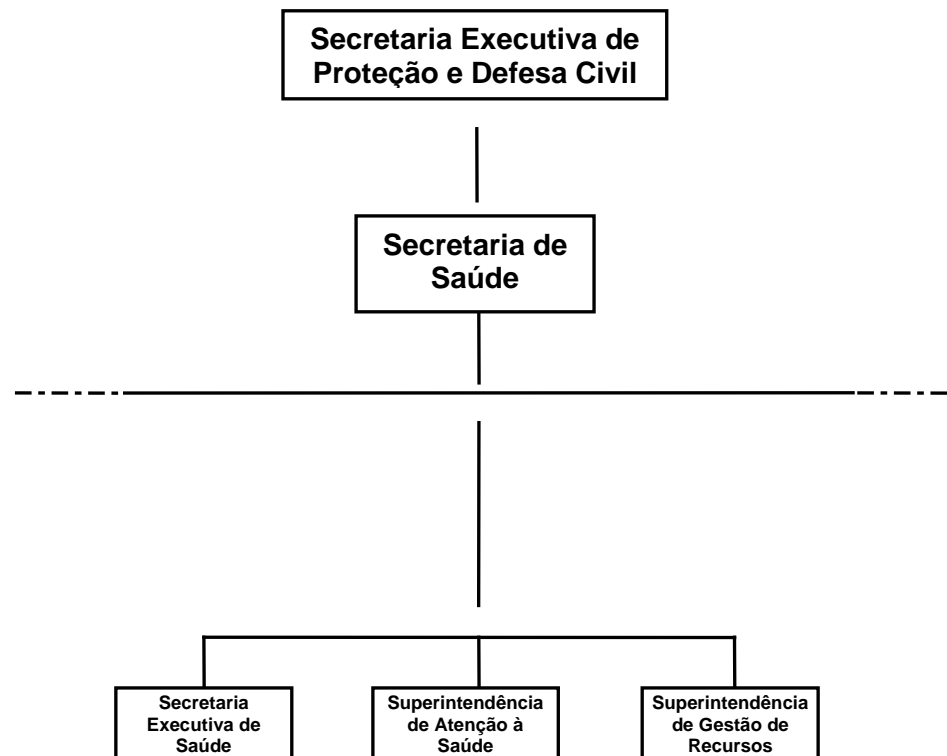 Secretaria Executiva de
Proteção e Defesa Civil
Secretaria de
Saúde
Secretaria
Executiva de
Saúde
Superintendência
de Atenção à
Saúde
Superintendência
de Gestão de
Recursos